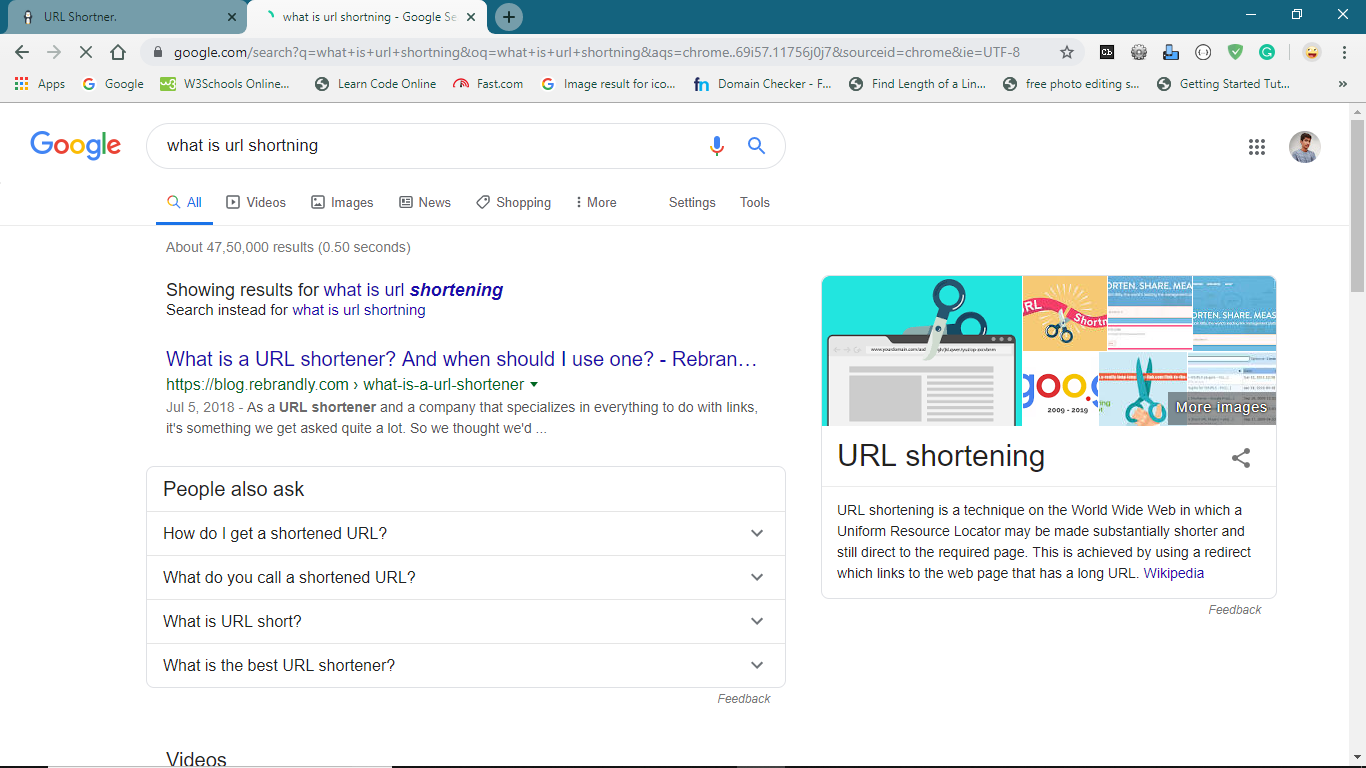 URL Shortner.
what is url shortning - Google Se
google.com/search?q=what+is+url+shortning&oq=what+is+url+shortning&aqs=chrome..69i57.11756j0j7&sourceid=chrome&ie=UTF-8
Apps Google W3Schools Online... Learn Code Online Fast.com Image result for ico... Domain Checker - F... Find Length of a Lin... free photo editing s... Getting Started Tut... »
Google
what is url shortning
All Videos Images News Shopping More Settings Tools
About 47,50,000 results (0.50 seconds)
Showing results for what is url shortening
Search instead for what is url shortning
What is a URL shortener? And when should I use one? - Rebran…
https://blog.rebrandly.com › what-is-a-url-shortener
Jul 5, 2018 - As a URL shortener and a company that specializes in everything to do with links,
it's something we get asked quite a lot. So we thought we'd ...
People also ask
How do I get a shortened URL?
What do you call a shortened URL?
What is URL short?
What is the best URL shortener?
Feedback
Videos
URL Shortn
ORTEN. SHARE. MEA
ORTEN. SHARE. MEAS
goo.g
2009 - 2019
More images
URL shortening
URL shortening is a technique on the World Wide Web in which a
Uniform Resource Locator may be made substantially shorter and
still direct to the required page. This is achieved by using a redirect
which links to the web page that has a long URL. Wikipedia
Feedback